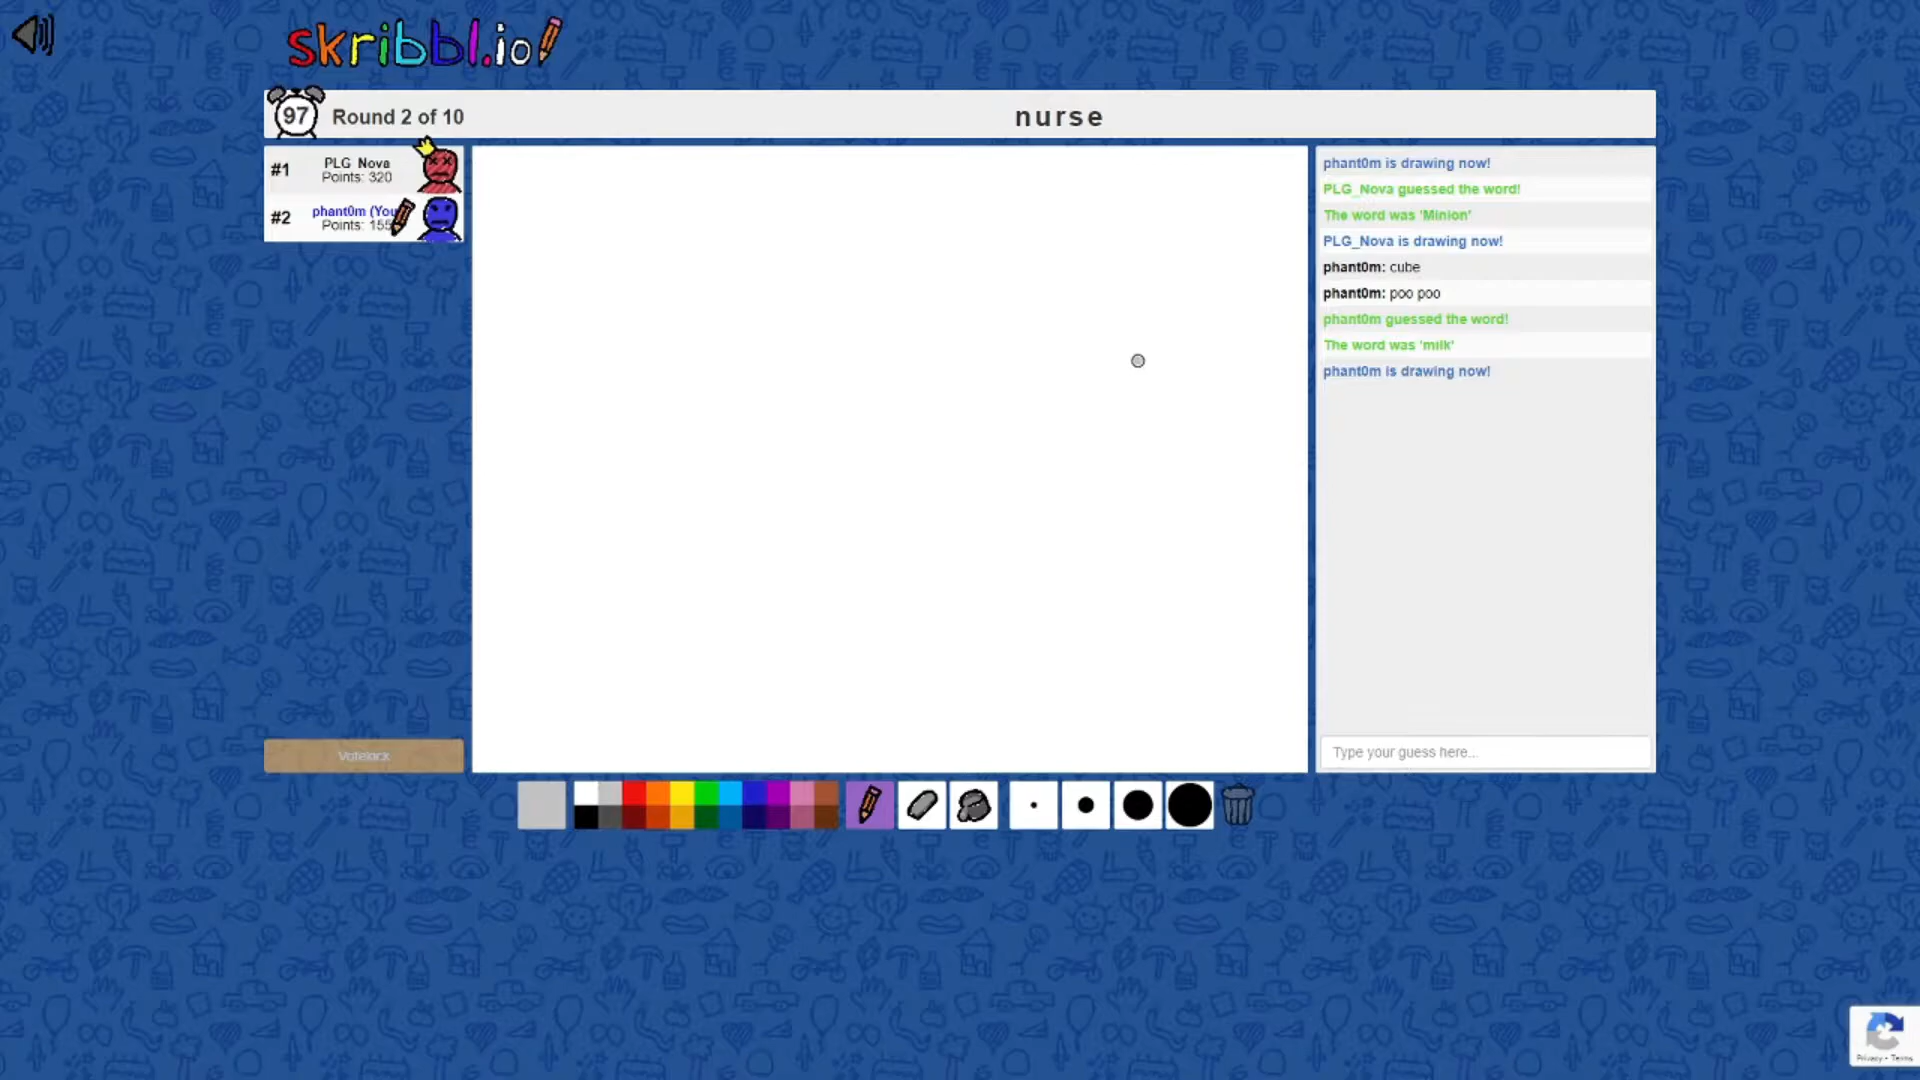 skribbl.io
97
Round 2 of 10
nurse
#1
PLG_Nova
Points: 320
#2
phant0m (You
Points: 155
phant0m is drawing now!
PLG_Nova guessed the word!
The word was 'Minion'
PLG_Nova is drawing now!
phant0m: cube
phant0m: poo poo
phant0m guessed the word!
The word was 'milk'
phant0m is drawing now!
Votekick
Type your guess here...
Privacy - Terms